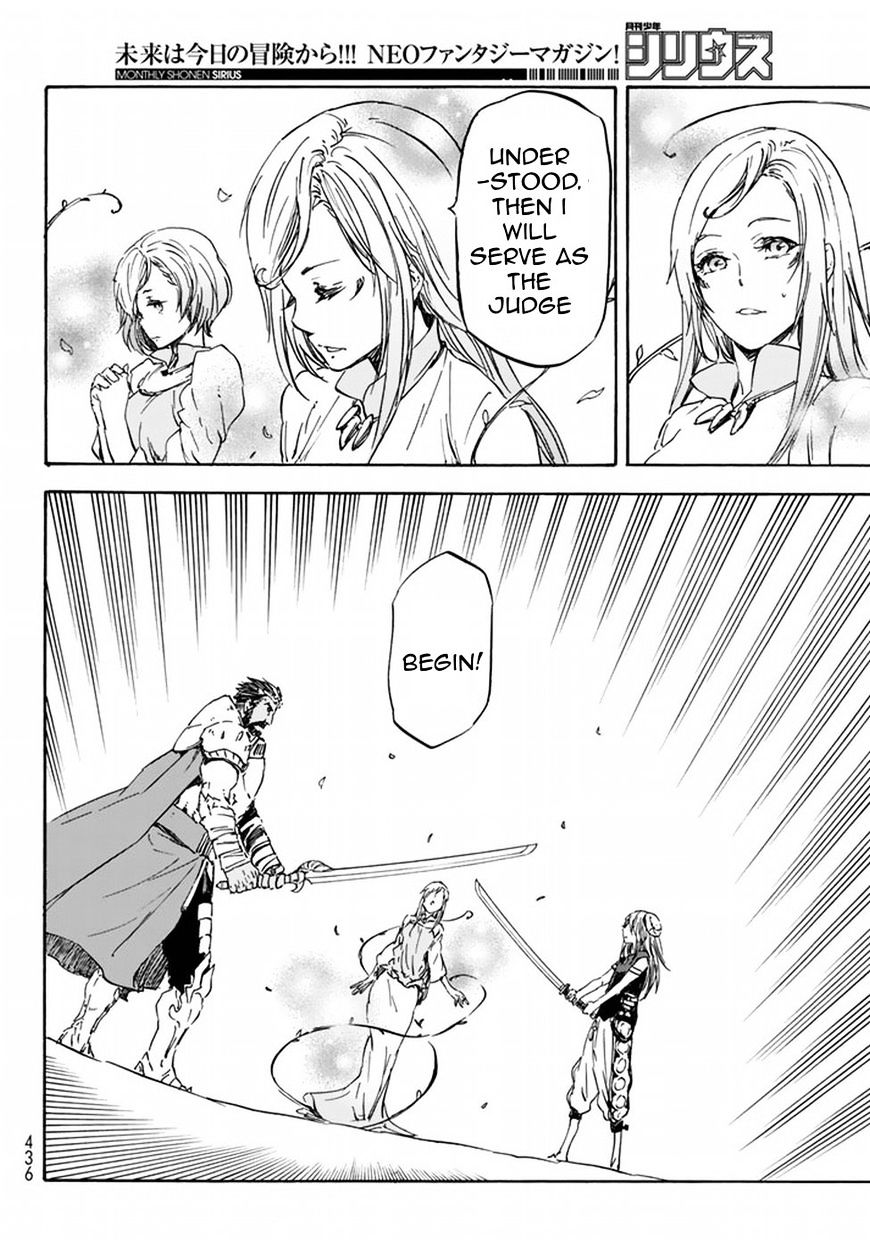 未来は今日の冒険から!!! NEOファンタジーマガジン!
月刊少年
シリウス
MONTHLY SHONEN SIRIUS
UNDER
-STOOD,
THEN I
WILL
SERVE AS
THE
JUDGE
BEGIN!
436